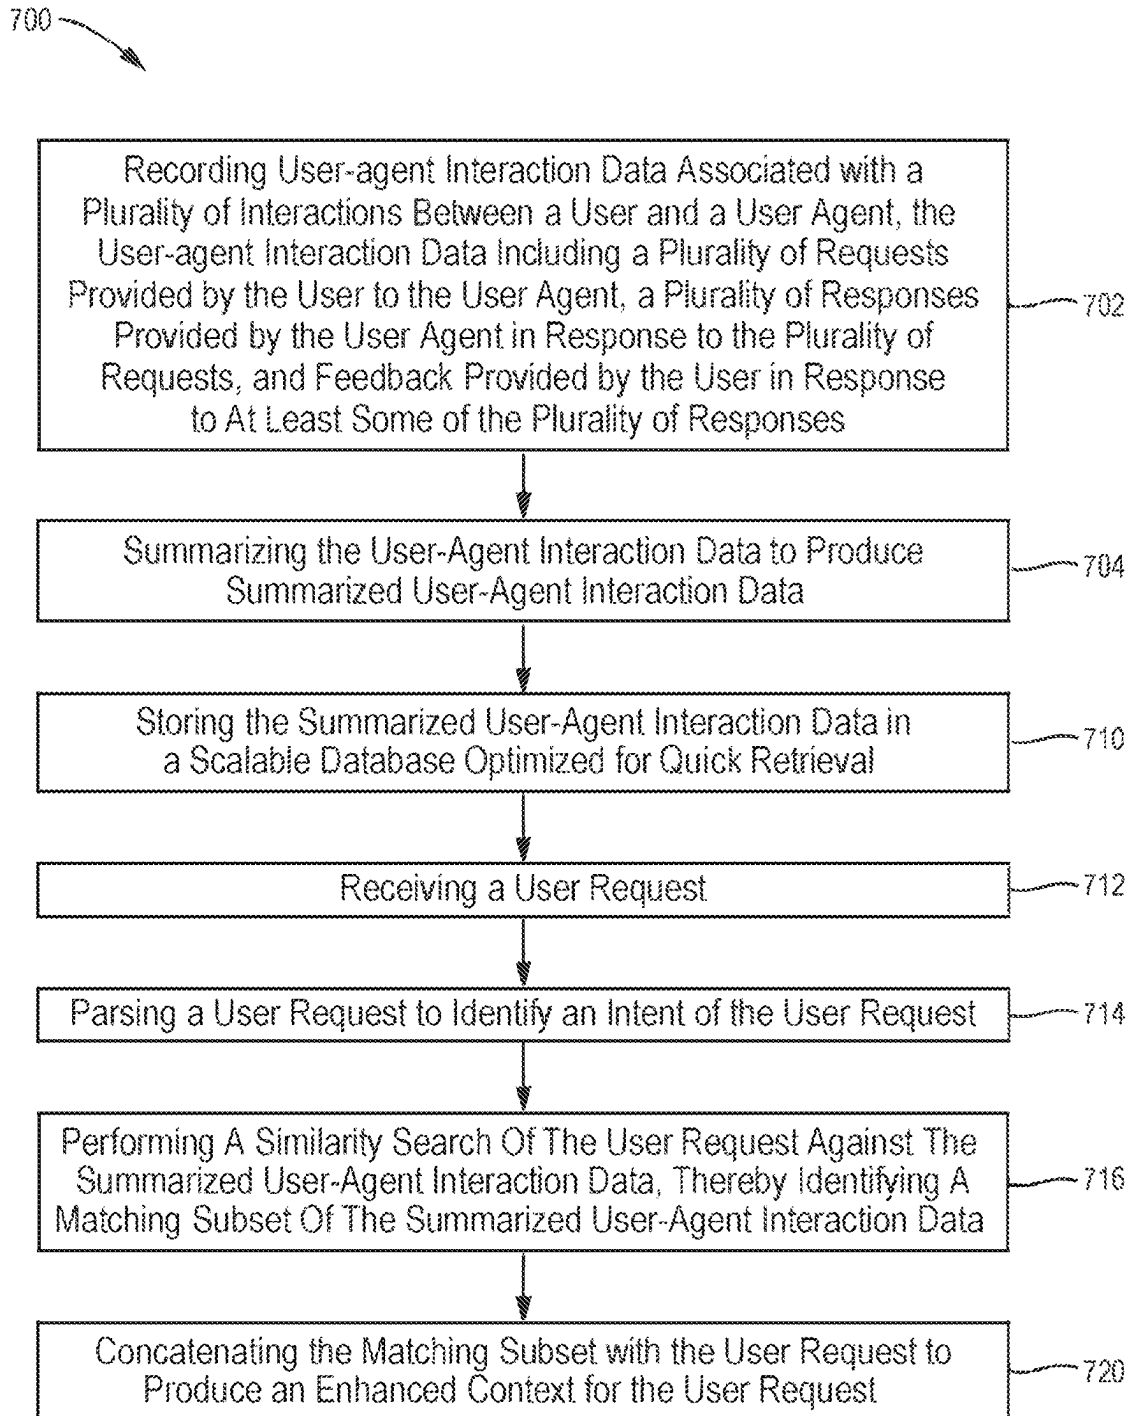 700
Recording User-agent Interaction Data Associated with a
Plurality of Interactions Between a User and a User Agent, the
User-agent Interaction Data Including a Plurality of Requests
Provided by the User to the User Agent, a Plurality of Responses
Provided by the User Agent in Response to the Plurality of
Requests, and Feedback Provided by the User in Response
to At Least Some of the Plurality of Responses
702
Summarizing the User-Agent Interaction Data to Produce
Summarized User-Agent Interaction Data
704
Storing the Summarized User-Agent Interaction Data in
a Scalable Database Optimized for Quick Retrieval
710
Receiving a User Request
712
Parsing a User Request to Identify an Intent of the User Request
714
Performing A Similarity Search Of The User Request Against The
Summarized User-Agent Interaction Data, Thereby Identifying A
Matching Subset Of The Summarized User-Agent Interaction Data
716
Concatenating the Matching Subset with the User Request to
Produce an Enhanced Context for the User Request
720